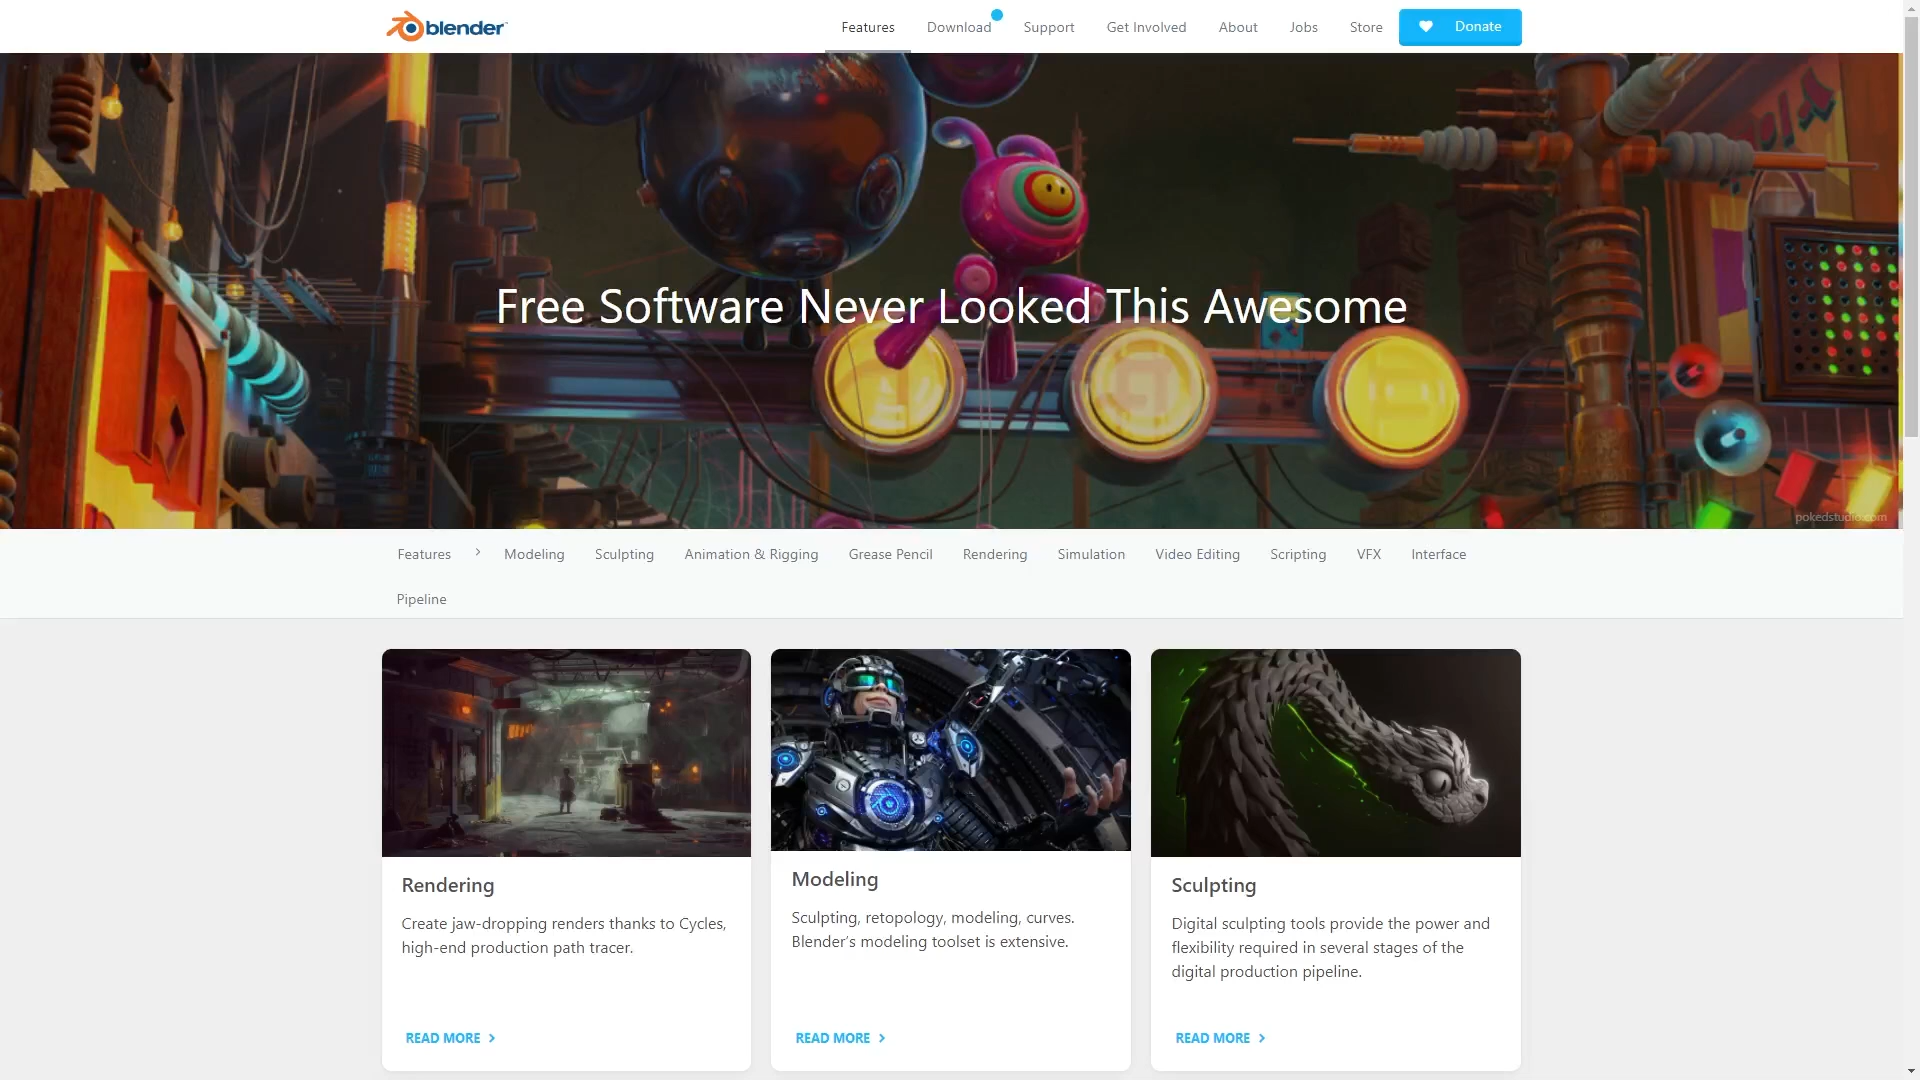 blender
Features
Download
Support
Get Involved
About
Jobs
Store
Donate
Free Software Never Looked This Awesome
pokedstudio.com
Features
Modeling
Sculpting
Animation & Rigging
Grease Pencil
Rendering
Simulation
Video Editing
Scripting
VFX
Interface
Pipeline
Rendering
Create jaw-dropping renders thanks to Cycles,
high-end production path tracer.
READ MORE
Modeling
Sculpting, retopology, modeling, curves.
Blender’s modeling toolset is extensive.
READ MORE
Sculpting
Digital sculpting tools provide the power and
flexibility required in several stages of the
digital production pipeline.
READ MORE